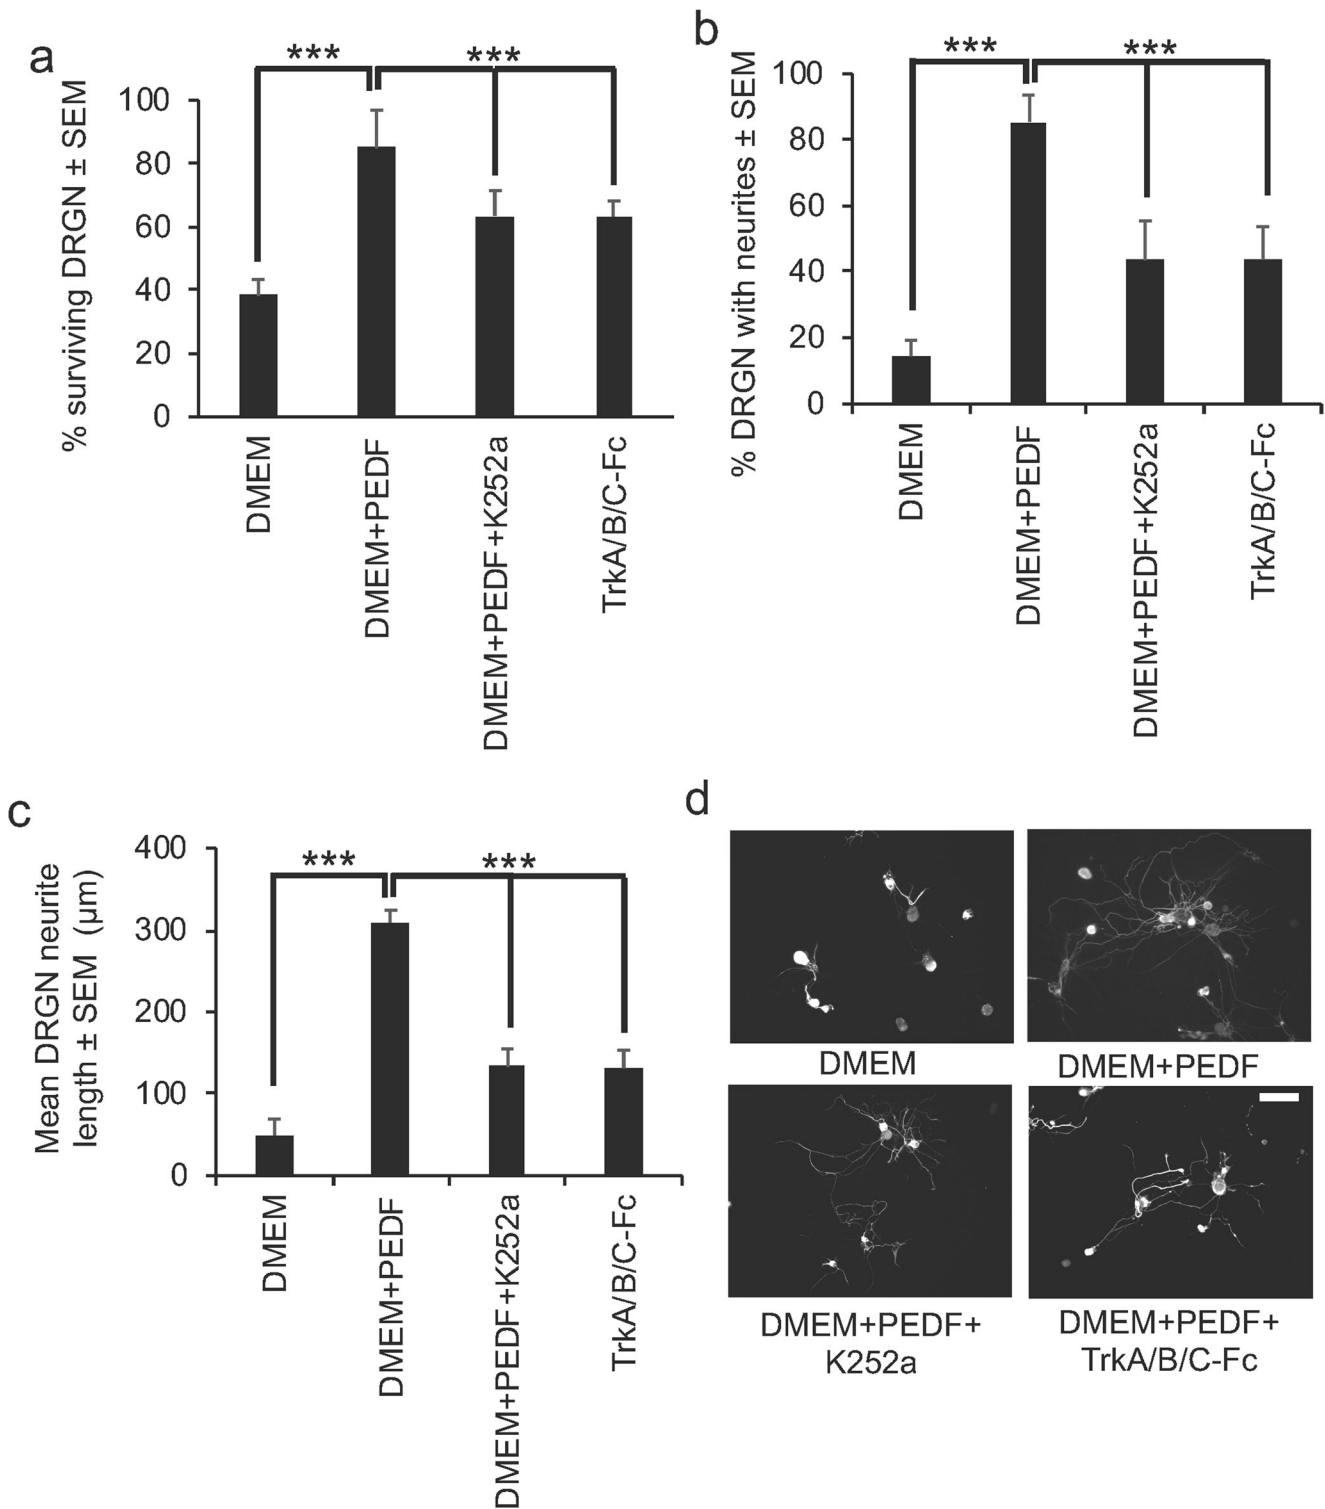 a
***
***
% surviving DRGN ± SEM
100
80
60
40
20
0
DMEM
DMEM+PEDF
DMEM+PEDF+K252a
TrkA/B/C-Fc
b
***
***
% DRGN with neurites ± SEM
100
80
60
40
20
0
DMEM
DMEM+PEDF
DMEM+PEDF+K252a
TrkA/B/C-Fc
c
***
***
Mean DRGN neurite
length ± SEM (µm)
400
300
200
100
0
DMEM
DMEM+PEDF
DMEM+PEDF+K252a
TrkA/B/C-Fc
d
DMEM
DMEM+PEDF
DMEM+PEDF+
K252a
DMEM+PEDF+
TrkA/B/C-Fc